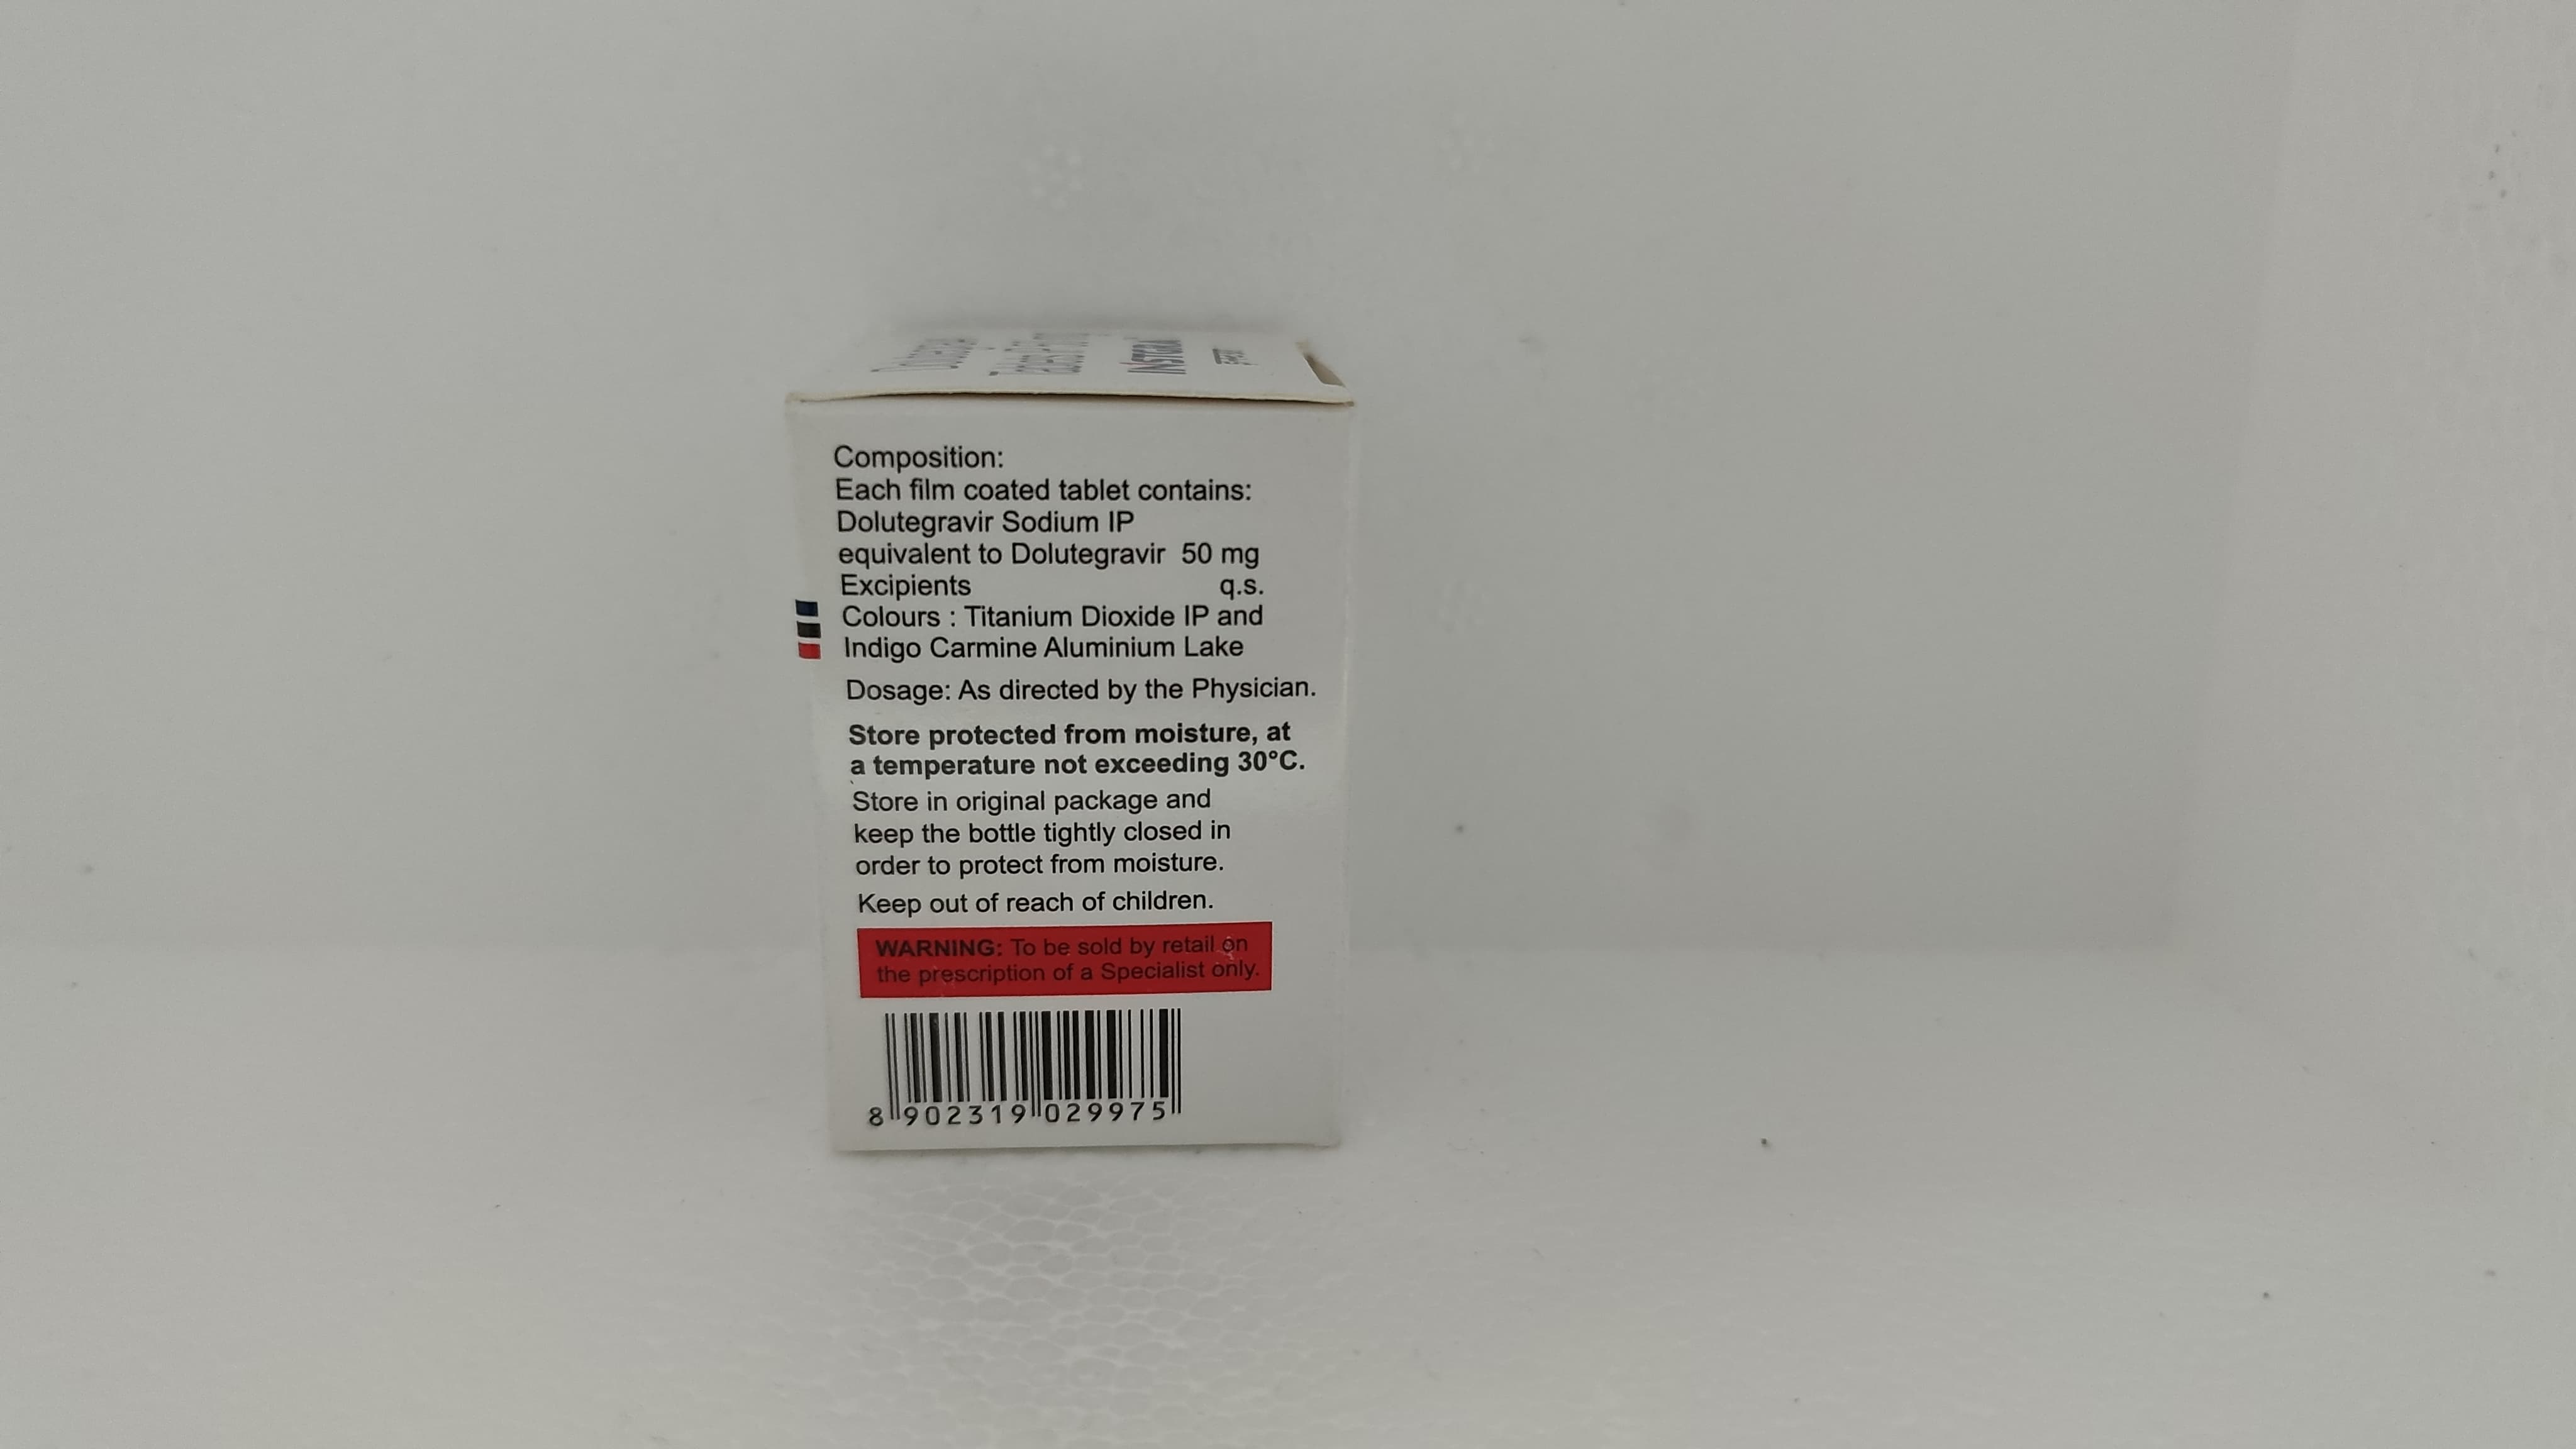 INSTGRA
Composition:
Each film coated tablet contains:
Dolutegravir Sodium IP
equivalent to Dolutegravir 50 mg
Excipients q.s.
Colours : Titanium Dioxide IP and
Indigo Carmine Aluminium Lake
Dosage: As directed by the Physician.
Store protected from moisture, at
a temperature not exceeding 30°C.
Store in original package and
keep the bottle tightly closed in
order to protect from moisture.
Keep out of reach of children.
WARNING: To be sold by retail on
the prescription of a Specialist only.
8 902319 029975